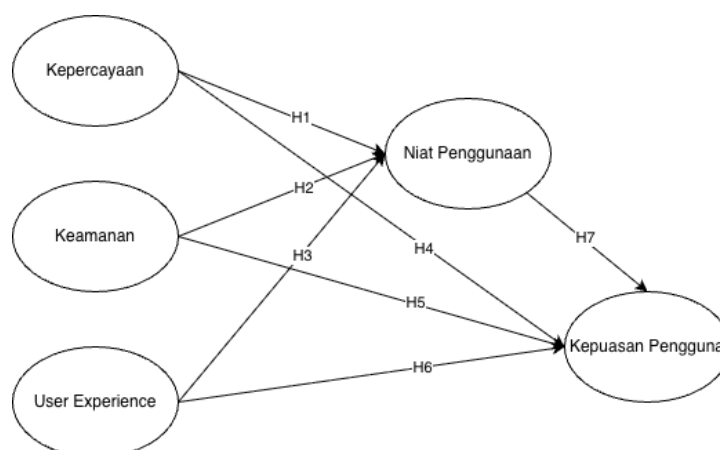 Kepercayaan
H1
Niat Penggunaan
H2
Keamanan
H3
H4
H7
H5
Kepuasan Pengguna
H6
User Experience